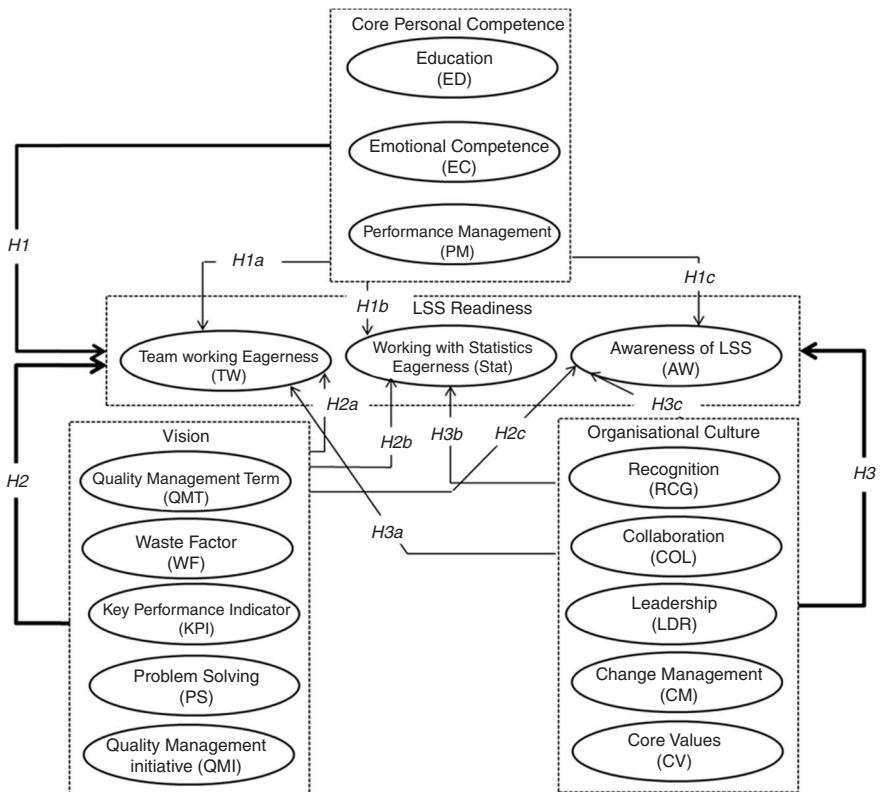 Core Personal Competence
Education
(ED)
Emotional Competence
(EC)
Performance Management
(PM)
H1
H1a
H1b
H1c
LSS Readiness
Team working Eagerness
(TW)
Working with Statistics
Eagerness (Stat)
Awareness of LSS
(AW)
H2
H2a
H2b
H3b
H2c
H3c
H3a
H3
Vision
Quality Management Term
(QMT)
Waste Factor
(WF)
Key Performance Indicator
(KPI)
Problem Solving
(PS)
Quality Management
initiative (QMI)
Organisational Culture
Recognition
(RCG)
Collaboration
(COL)
Leadership
(LDR)
Change Management
(CM)
Core Values
(CV)